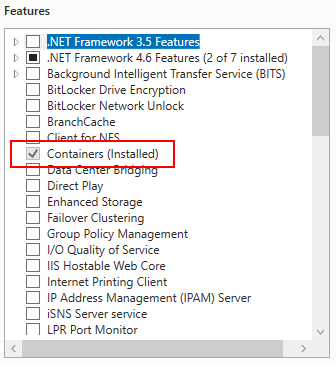 Features
.NET Framework 3.5 Features
.NET Framework 4.6 Features (2 of 7 installed)
Background Intelligent Transfer Service (BITS)
BitLocker Drive Encryption
BitLocker Network Unlock
BranchCache
Client for NFS
Containers (Installed)
Data Center Bridging
Direct Play
Enhanced Storage
Failover Clustering
Group Policy Management
I/O Quality of Service
IIS Hostable Web Core
Internet Printing Client
IP Address Management (IPAM) Server
iSNS Server service
LPR Port Monitor